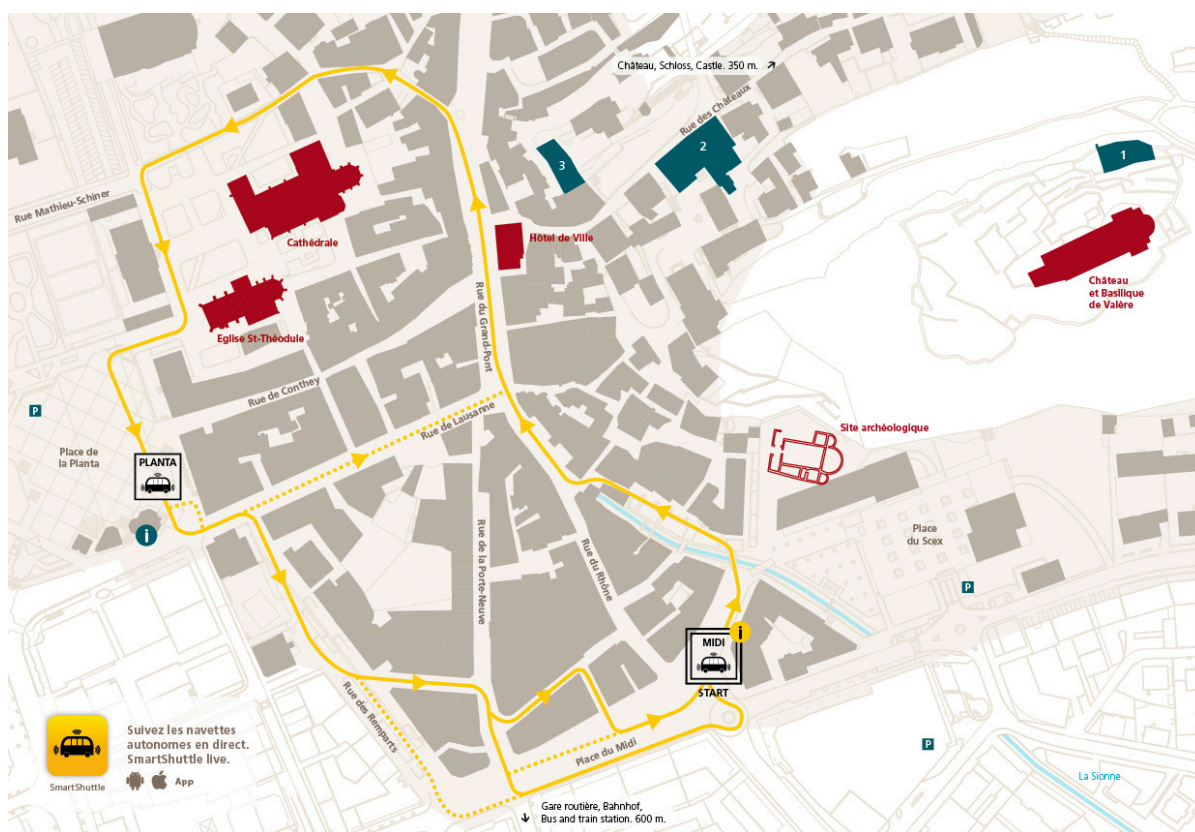 Château, Schloss, Castle. 350 m.
Rue des Châteaux
3
2
1
Rue Mathieu-Schiner
Cathédrale
Hôtel de Ville
Château
et Basilique
de Valère
Rue du Grand-Pont
Eglise St-Théodule
Rue de Conthey
P
Rue de Lausanne
Site archéologique
Place de
la Planta
PLANTA
i
Place
du Scex
P
Rue de la Porte-Neuve
Rue du Rhône
i
MIDI
START
Rue des Remparts
Place du Midi
P
La Sionne
Suivez les navettes
autonomes en direct.
SmartShuttle live.
App
SmartShuttle
Gare routière, Bahnhof,
Bus and train station. 600 m.